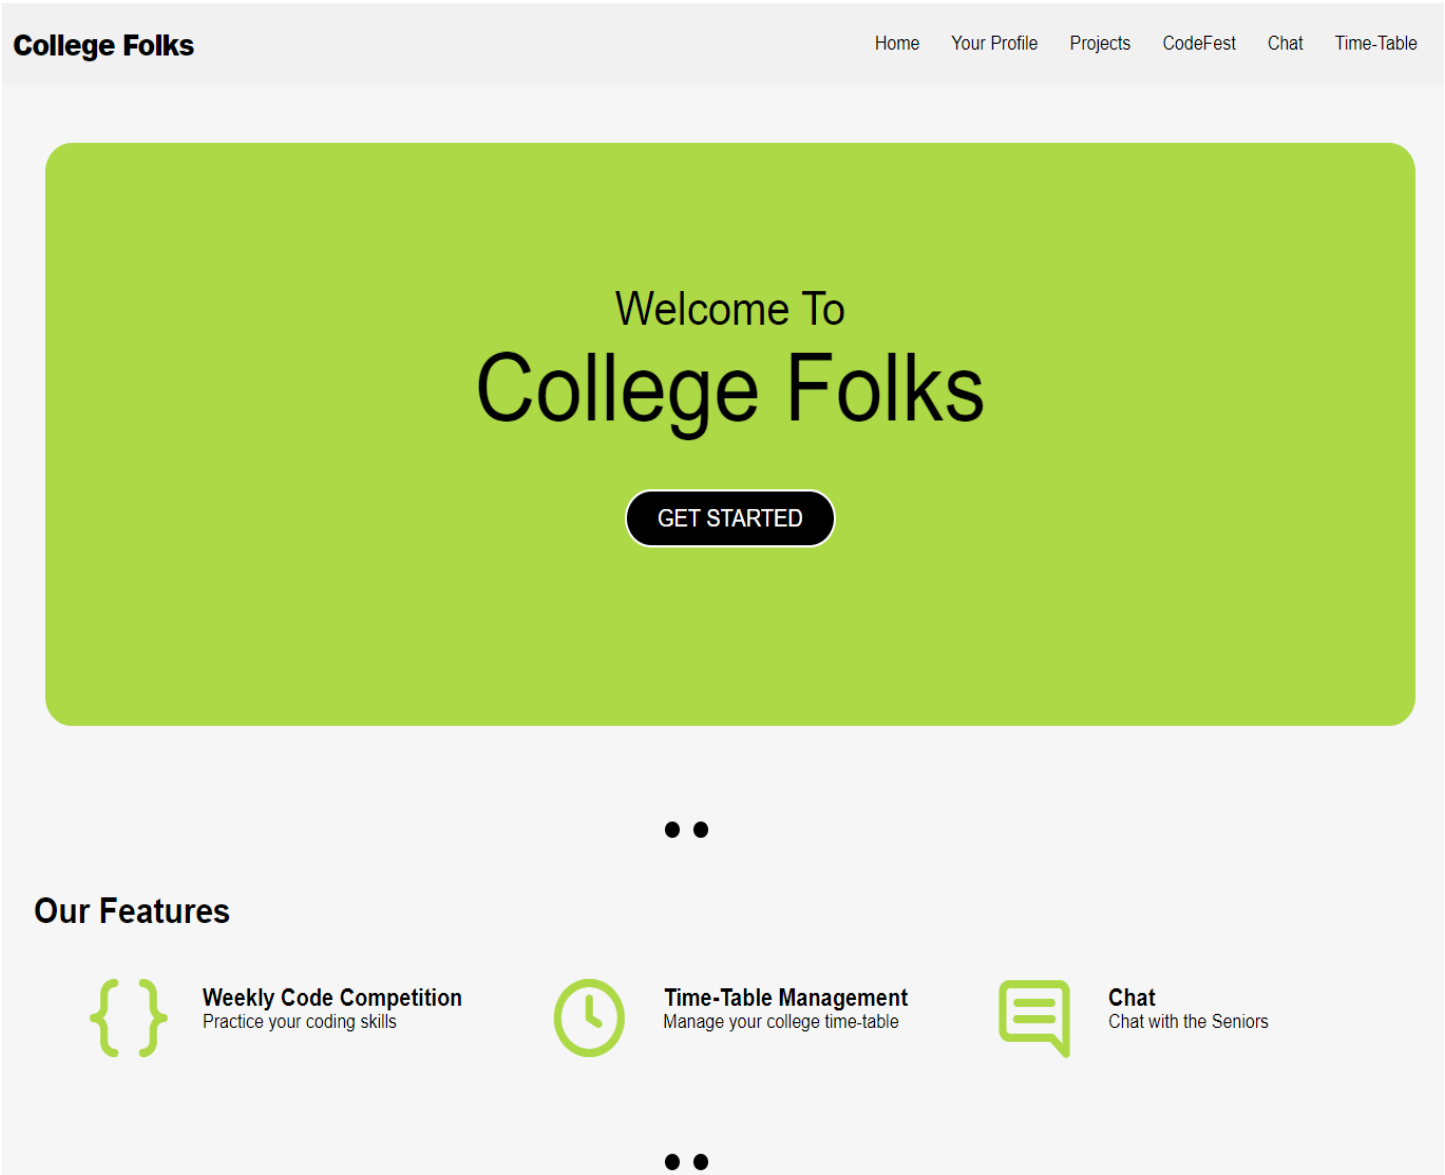 College Folks
Home Your Profile Projects CodeFest Chat Time-Table
Welcome To
College Folks
GET STARTED
Our Features
Weekly Code Competition
Practice your coding skills
Time-Table Management
Manage your college time-table
Chat
Chat with the Seniors